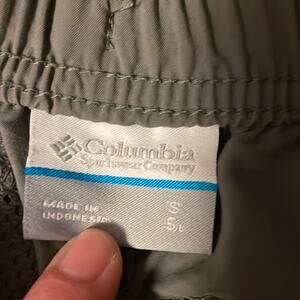 Columbia
Sportswear Company
MADE IN
INDONESIA
S